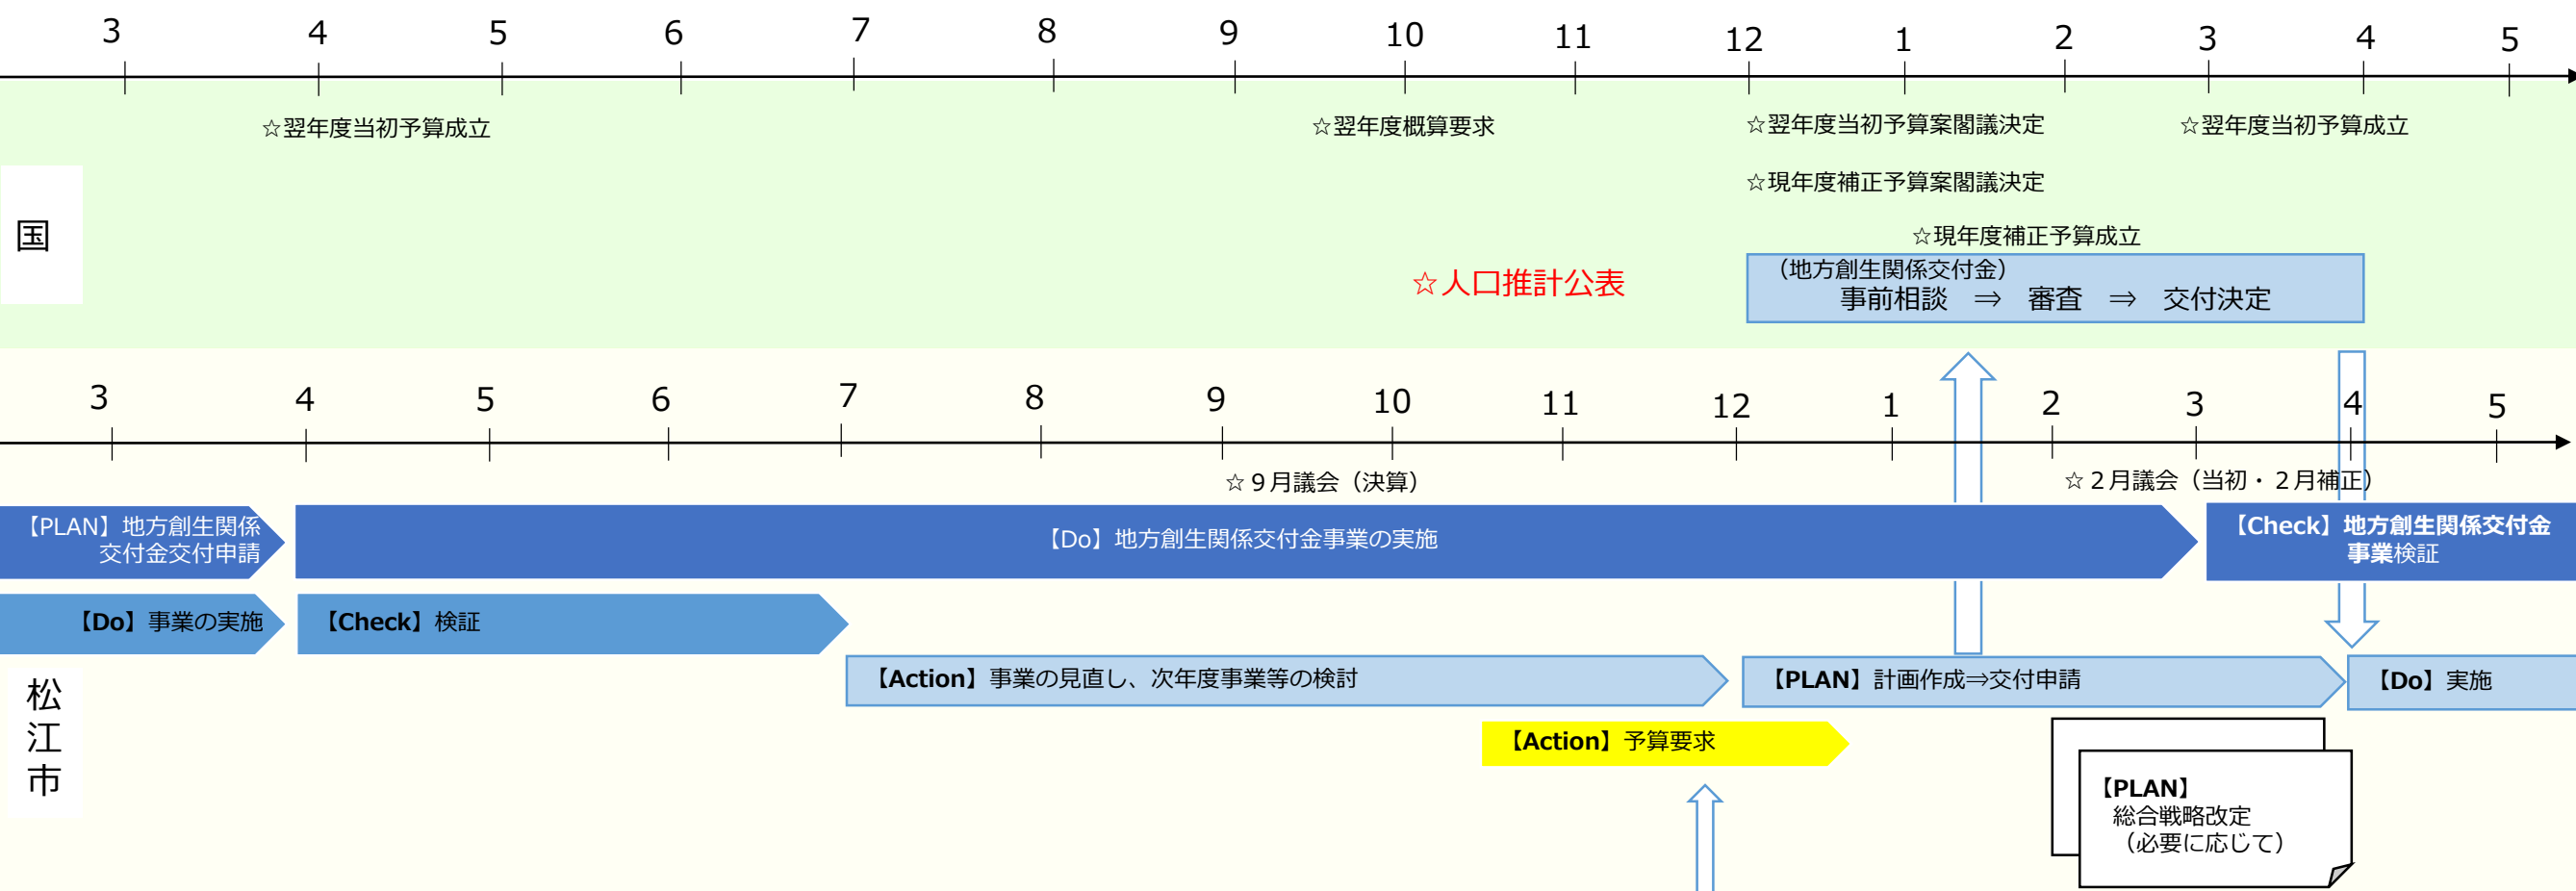 3 4 5 6 7 8 9 10 11 12 1 2 3 4 5
☆翌年度当初予算成立 ☆翌年度概算要求 ☆翌年度当初予算案閣議決定 ☆翌年度当初予算成立
☆現年度補正予算案閣議決定
国
☆現年度補正予算成立
☆人口推計公表
（地方創生関係交付金）
事前相談 ⇒ 審査 ⇒ 交付決定
3 4 5 6 7 8 9 10 11 12 1 2 3 4 5
☆９月議会（決算） ☆２月議会（当初・２月補正）
【PLAN】地方創生関係
交付金交付申請
【Do】地方創生関係交付金事業の実施
【Check】地方創生関係交付金
事業検証
【Do】事業の実施
【Check】検証
松江市
【Action】事業の見直し、次年度事業等の検討
【PLAN】計画作成⇒交付申請
【Do】実施
【Action】予算要求
【PLAN】
総合戦略改定
（必要に応じて）